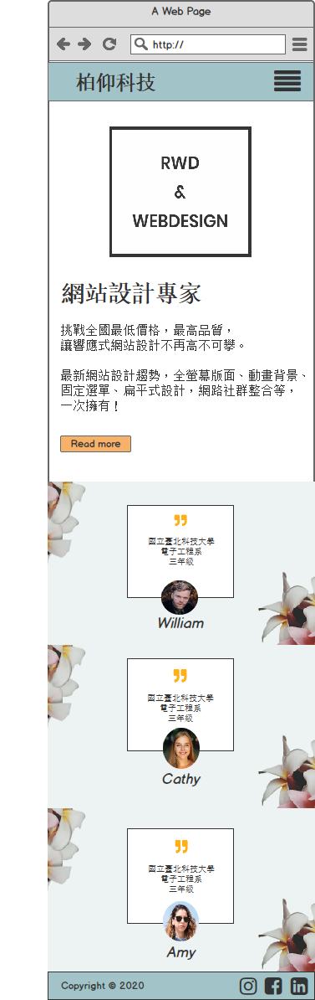 A Web Page
http://
柏仰科技
RWD
&
WEBDESIGN
網站設計專家
挑戰全國最低價格，最高品質，
讓響應式網站設計不再高不可攀。
最新網站設計趨勢，全螢幕版面、動畫背景、
固定選單、扁平式設計，網路社群整合等，
一次擁有！
Read more
國立臺北科技大學
電子工程系
三年級
William
國立臺北科技大學
電子工程系
三年級
Cathy
國立臺北科技大學
電子工程系
三年級
Amy
Copyright © 2020